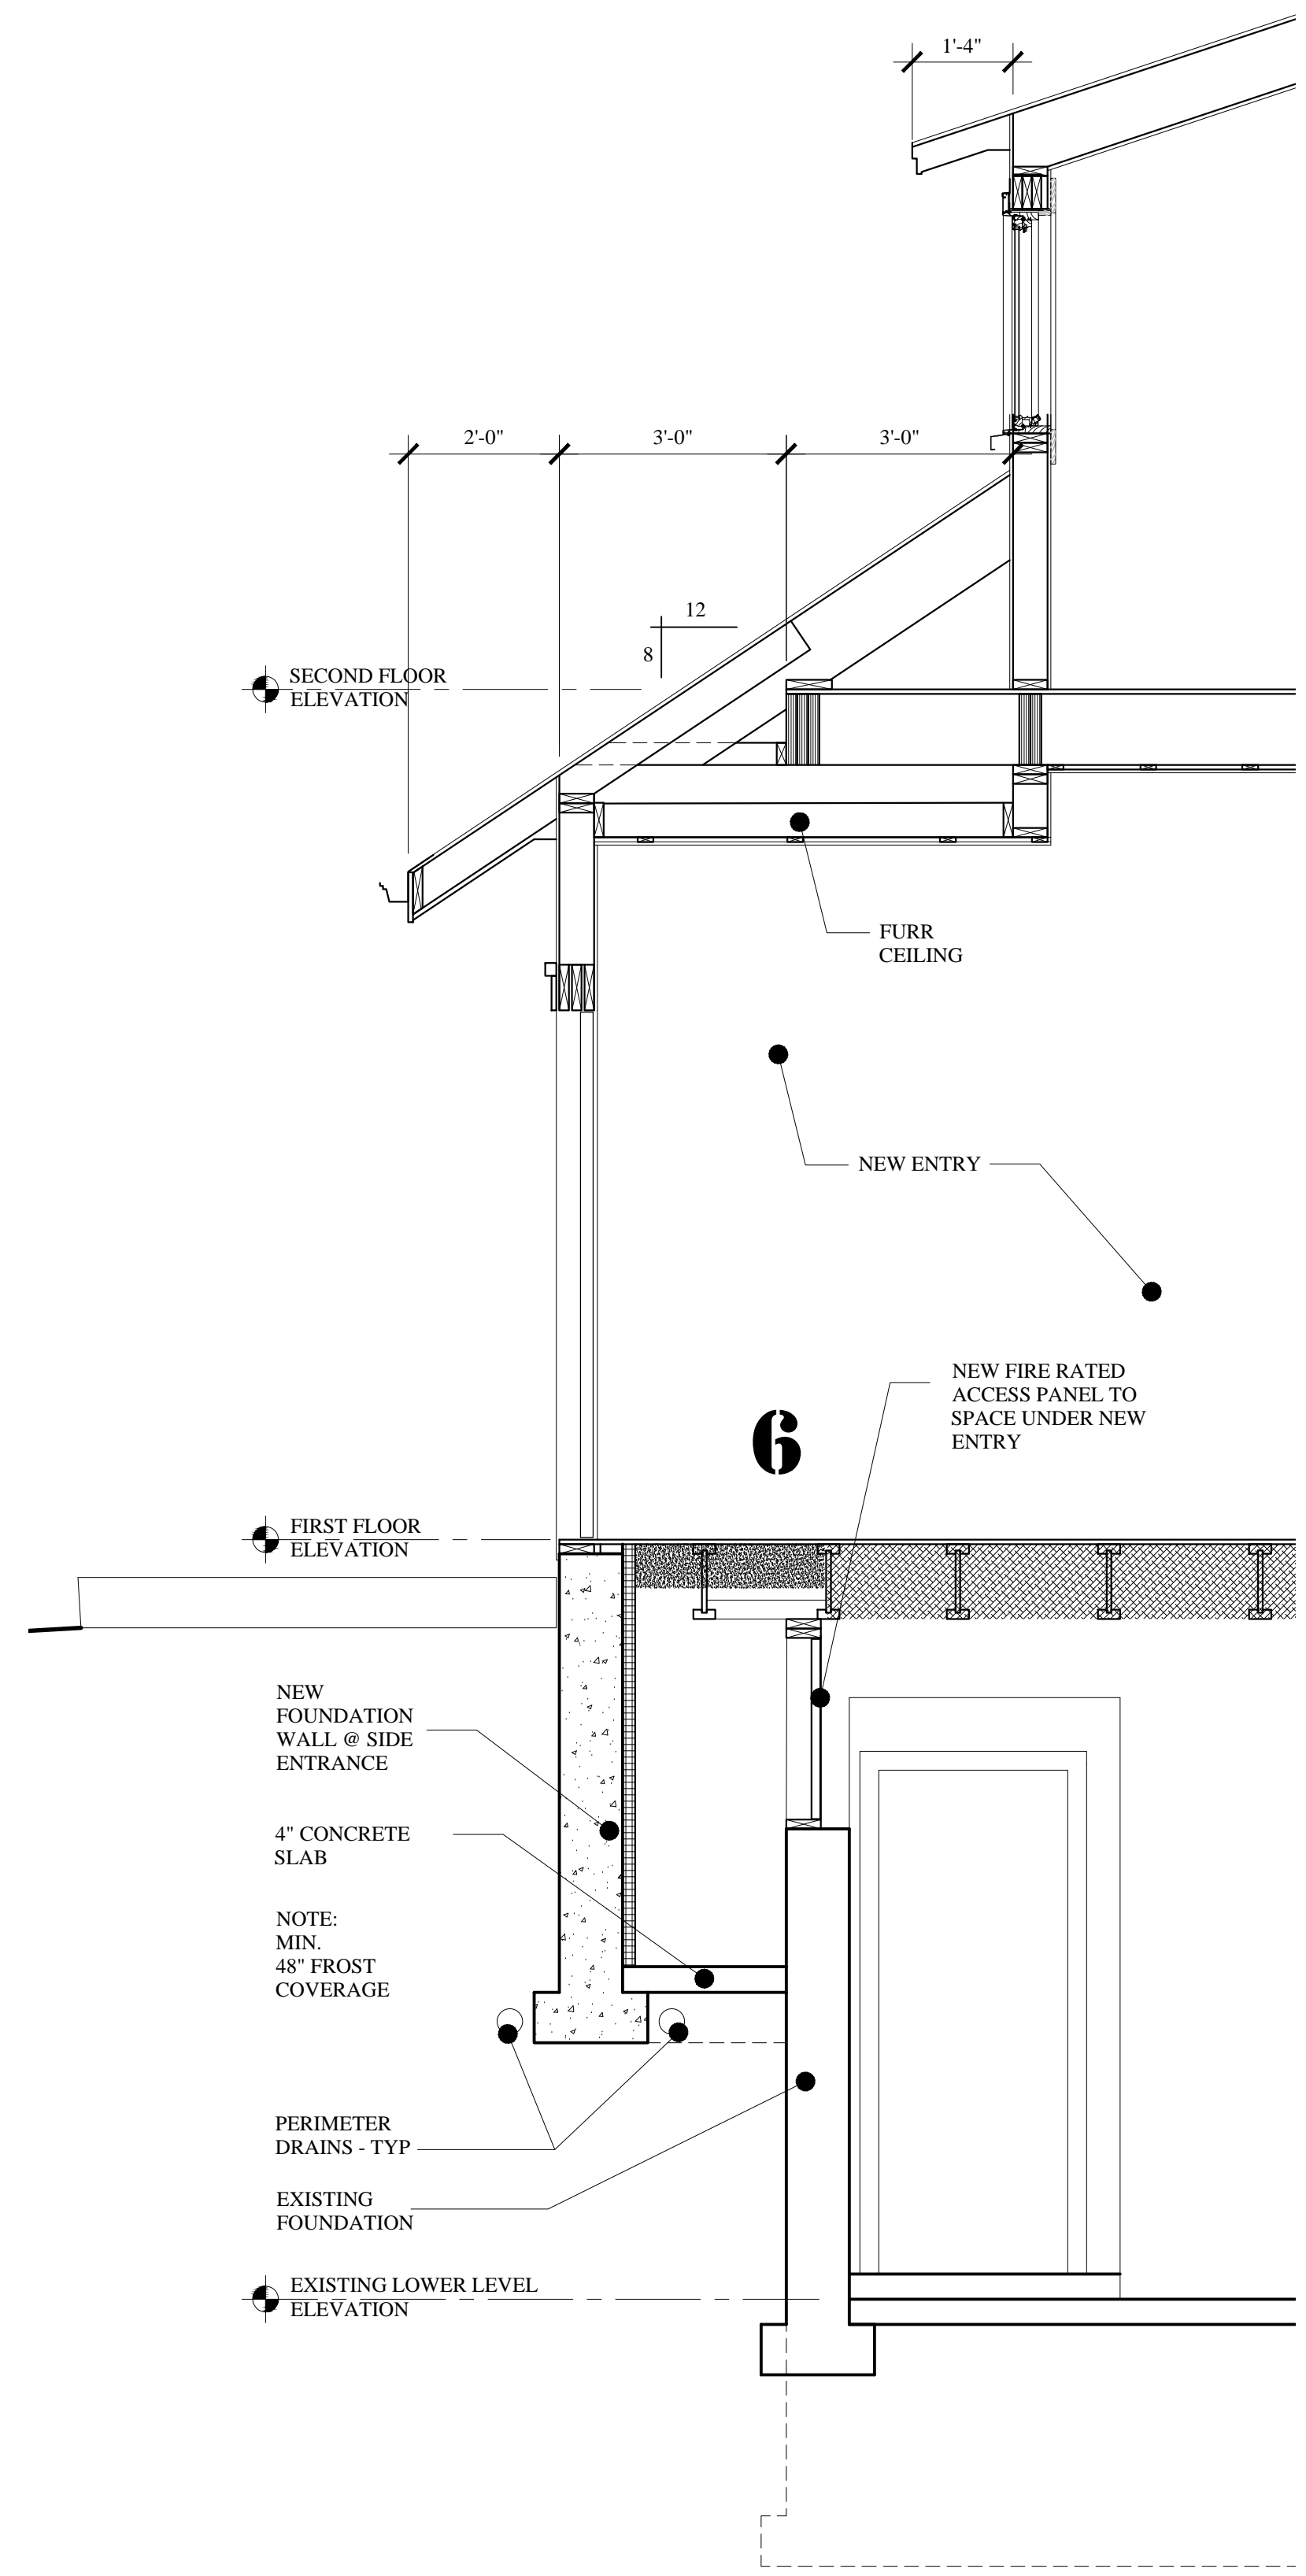 1'-4"
2'-0"
3'-0"
3'-0"
12
8
SECOND FLOOR
ELEVATION
FURR
CEILING
NEW ENTRY
NEW FIRE RATED
ACCESS PANEL TO
SPACE UNDER NEW
ENTRY
6
FIRST FLOOR
ELEVATION
NEW
FOUNDATION
WALL @ SIDE
ENTRANCE
4" CONCRETE
SLAB
NOTE:
MIN.
48" FROST
COVERAGE
PERIMETER
DRAINS - TYP
EXISTING
FOUNDATION
EXISTING LOWER LEVEL
ELEVATION